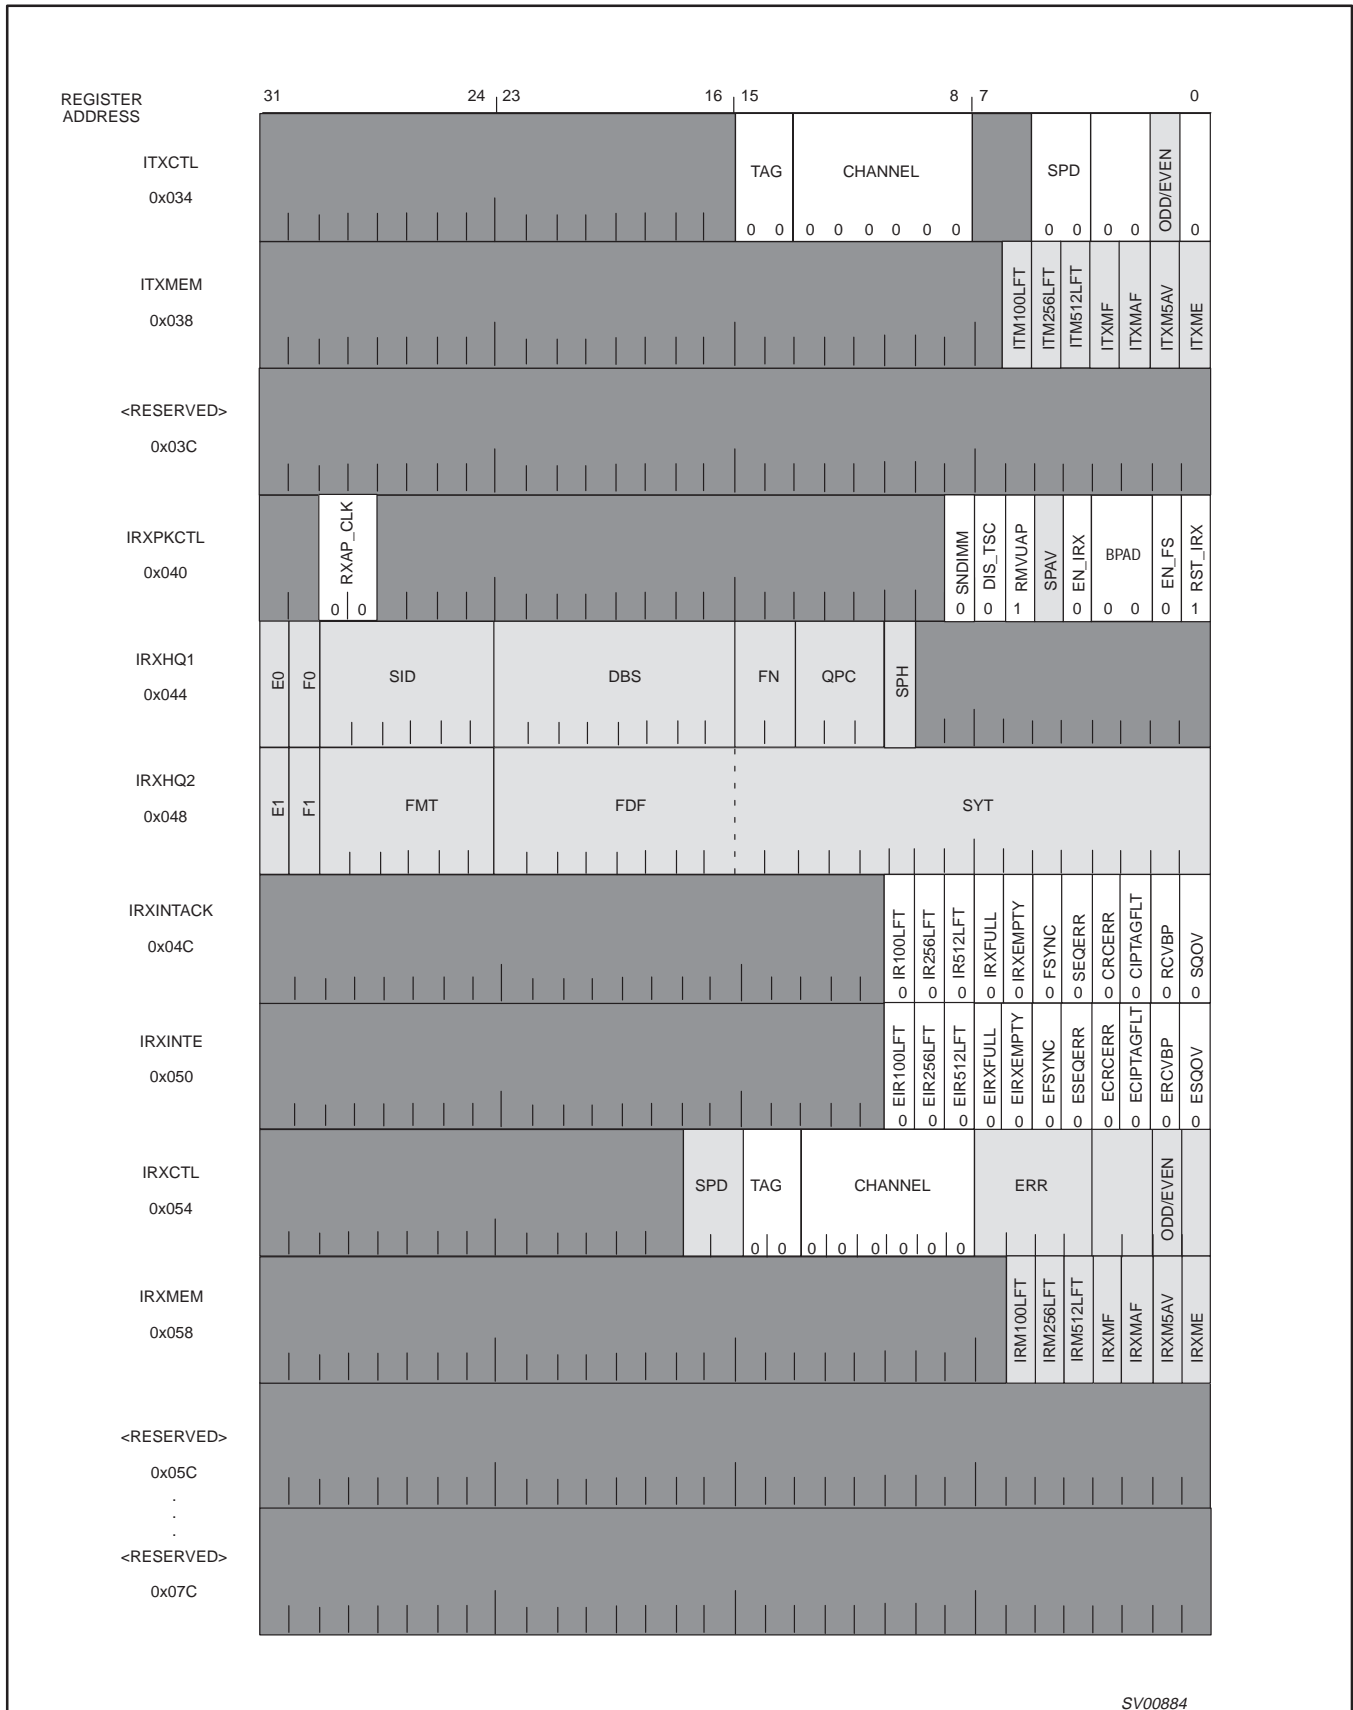 REGISTER
ADDRESS
31 24 23 16 15 8 7 0
ITXCTL
0x034
TAG CHANNEL SPD ODD/EVEN
0 0 0 0 0 0 0 0 0 0 0 0 0
ITXMEM
0x038
ITM100LFT ITM256LFT ITM512LFT ITXMF ITXMAF ITXM5AV ITXME
<RESERVED>
0x03C
IRXPKCTL
0x040
RXAP_CLK SNDIMM DIS_TSC RMVUAP SPAV EN_IRX BPAD EN_FS RST_IRX
0 0 0 0 1 0 0 0 0 1
IRXHQ1
0x044
E0 F0 SID DBS FN QPC SPH
IRXHQ2
0x048
E1 F1 FMT FDF SYT
IRXINTACK
0x04C
IR100LFT IR256LFT IR512LFT IRXFULL IRXEMPTY FSYNC SEQERR CRCERR CIPTAGFLT RCVBP SQOV
0 0 0 0 0 0 0 0 0 0 0
IRXINTE
0x050
EIR100LFT EIR256LFT EIR512LFT EIRXFULL EIRXEMPTY EFSYNC ESEQERR ECRCERR ECIPTAGFLT ERCVBP ESQOV
0 0 0 0 0 0 0 0 0 0 0
IRXCTL
0x054
SPD TAG CHANNEL ERR ODD/EVEN
0 0 0 0 0 0 0 0
IRXMEM
0x058
IRM100LFT IRM256LFT IRM512LFT IRXMF IRXMAF IRXM5AV IRXME
<RESERVED>
0x05C
.
.
.
<RESERVED>
0x07C
SV00884